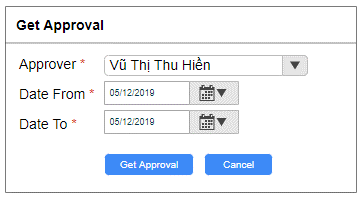 Get Approval
Approver * Vũ Thị Thu Hiền
Date From * 05/12/2019
Date To * 05/12/2019
Get Approval Cancel